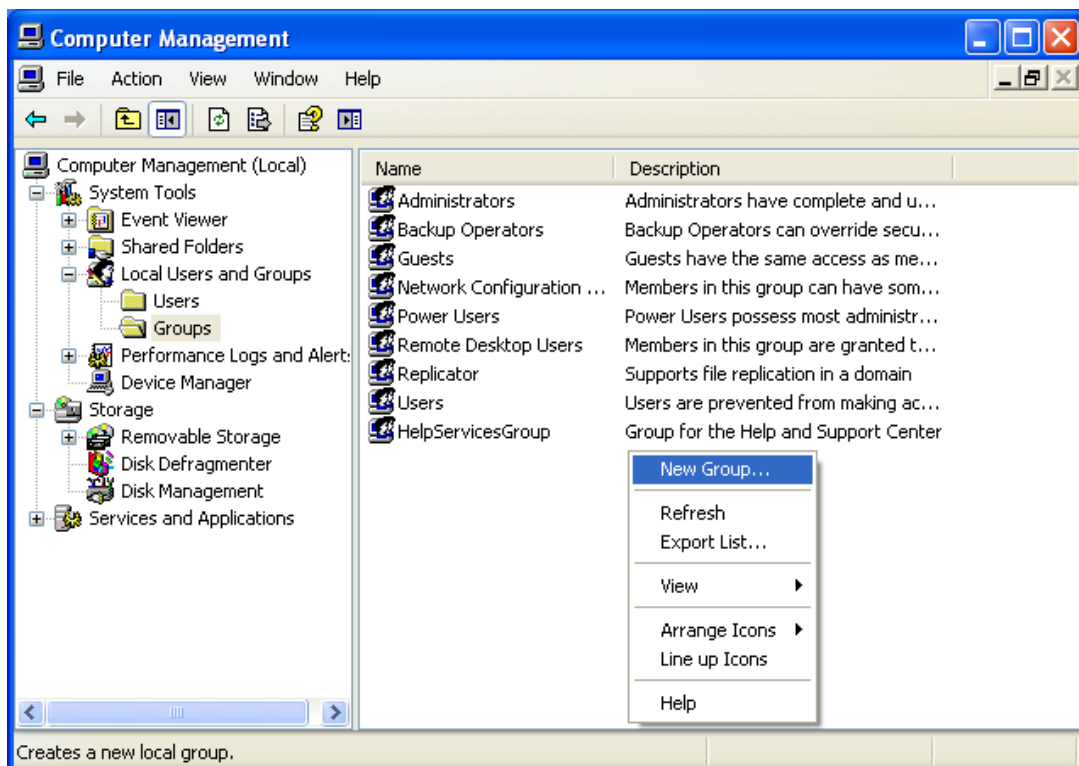 Computer Management
File Action View Window Help
Computer Management (Local)
System Tools
Event Viewer
Shared Folders
Local Users and Groups
Users
Groups
Performance Logs and Alert
Device Manager
Storage
Removable Storage
Disk Defragmenter
Disk Management
Services and Applications
Name Description
Administrators Administrators have complete and u...
Backup Operators Backup Operators can override secu...
Guests Guests have the same access as me...
Network Configuration ... Members in this group can have som...
Power Users Power Users possess most administr...
Remote Desktop Users Members in this group are granted t...
Replicator Supports file replication in a domain
Users Users are prevented from making ac...
HelpServicesGroup Group for the Help and Support Center
New Group...
Refresh
Export List...
View
Arrange Icons
Line up Icons
Help
Creates a new local group.